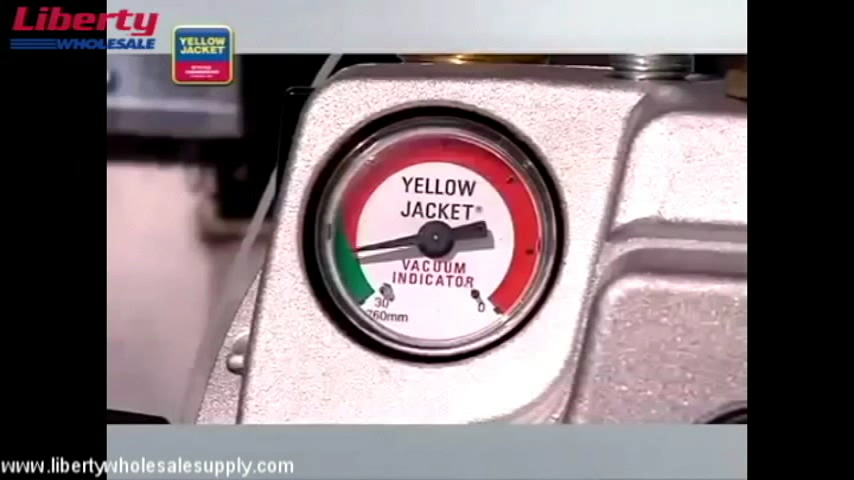 Liberty
WHOLESALE
YELLOW
JACKET
YELLOW
JACKET®
VACUUM
INDICATOR
30
760mm
0
www.libertywholesalesupply.com